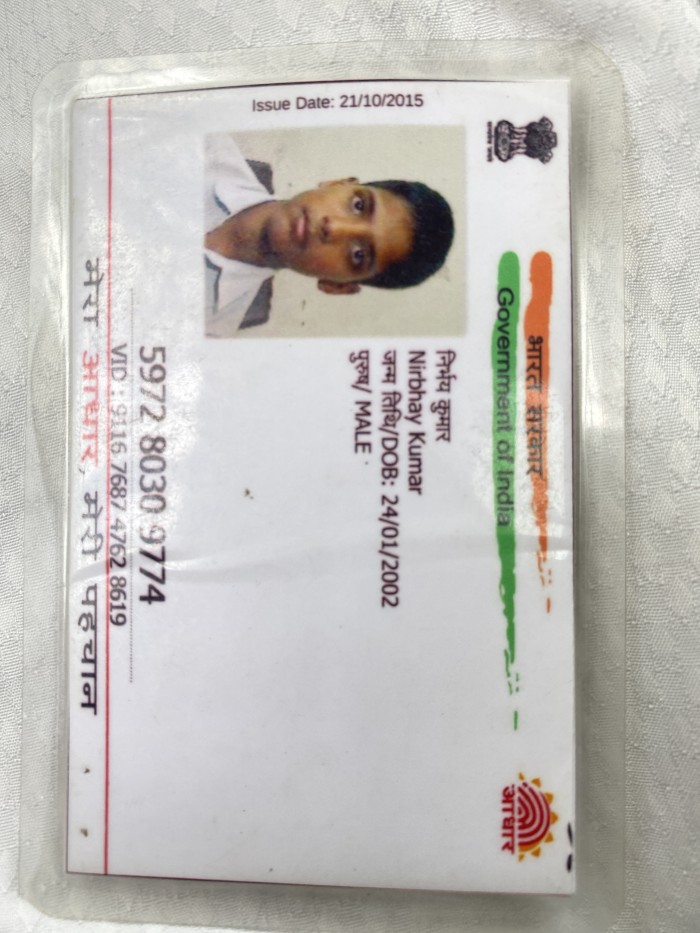 भारत सरकार
Government of India
Issue Date: 21/10/2015
निर्भय कुमार
Nirbhay Kumar
जन्म तिथि/DOB: 24/01/2002
पुरुष/ MALE
5972 8030 9774
VID : 9116 7687 4762 8619
मेरा आधार, मेरी पहचान
आधार